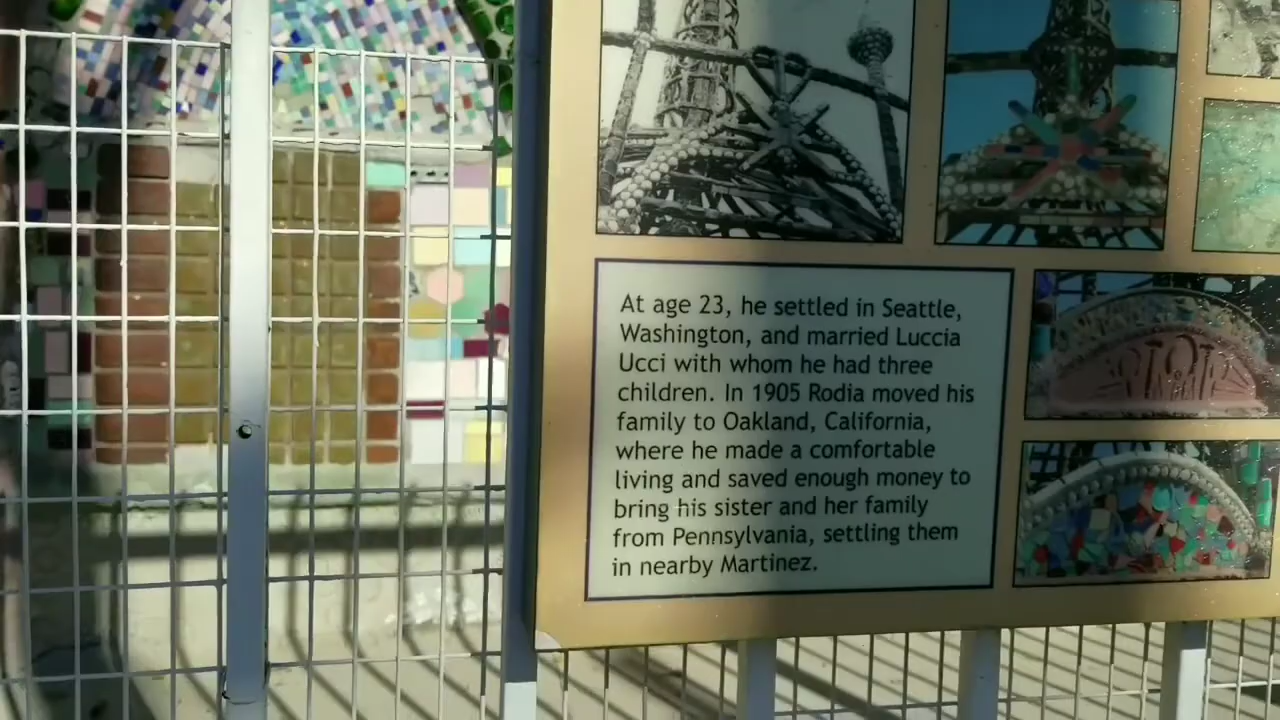 At age 23, he settled in Seattle,
Washington, and married Luccia
Ucci with whom he had three
children. In 1905 Rodia moved his
family to Oakland, California,
where he made a comfortable
living and saved enough money to
bring his sister and her family
from Pennsylvania, settling them
in nearby Martinez.